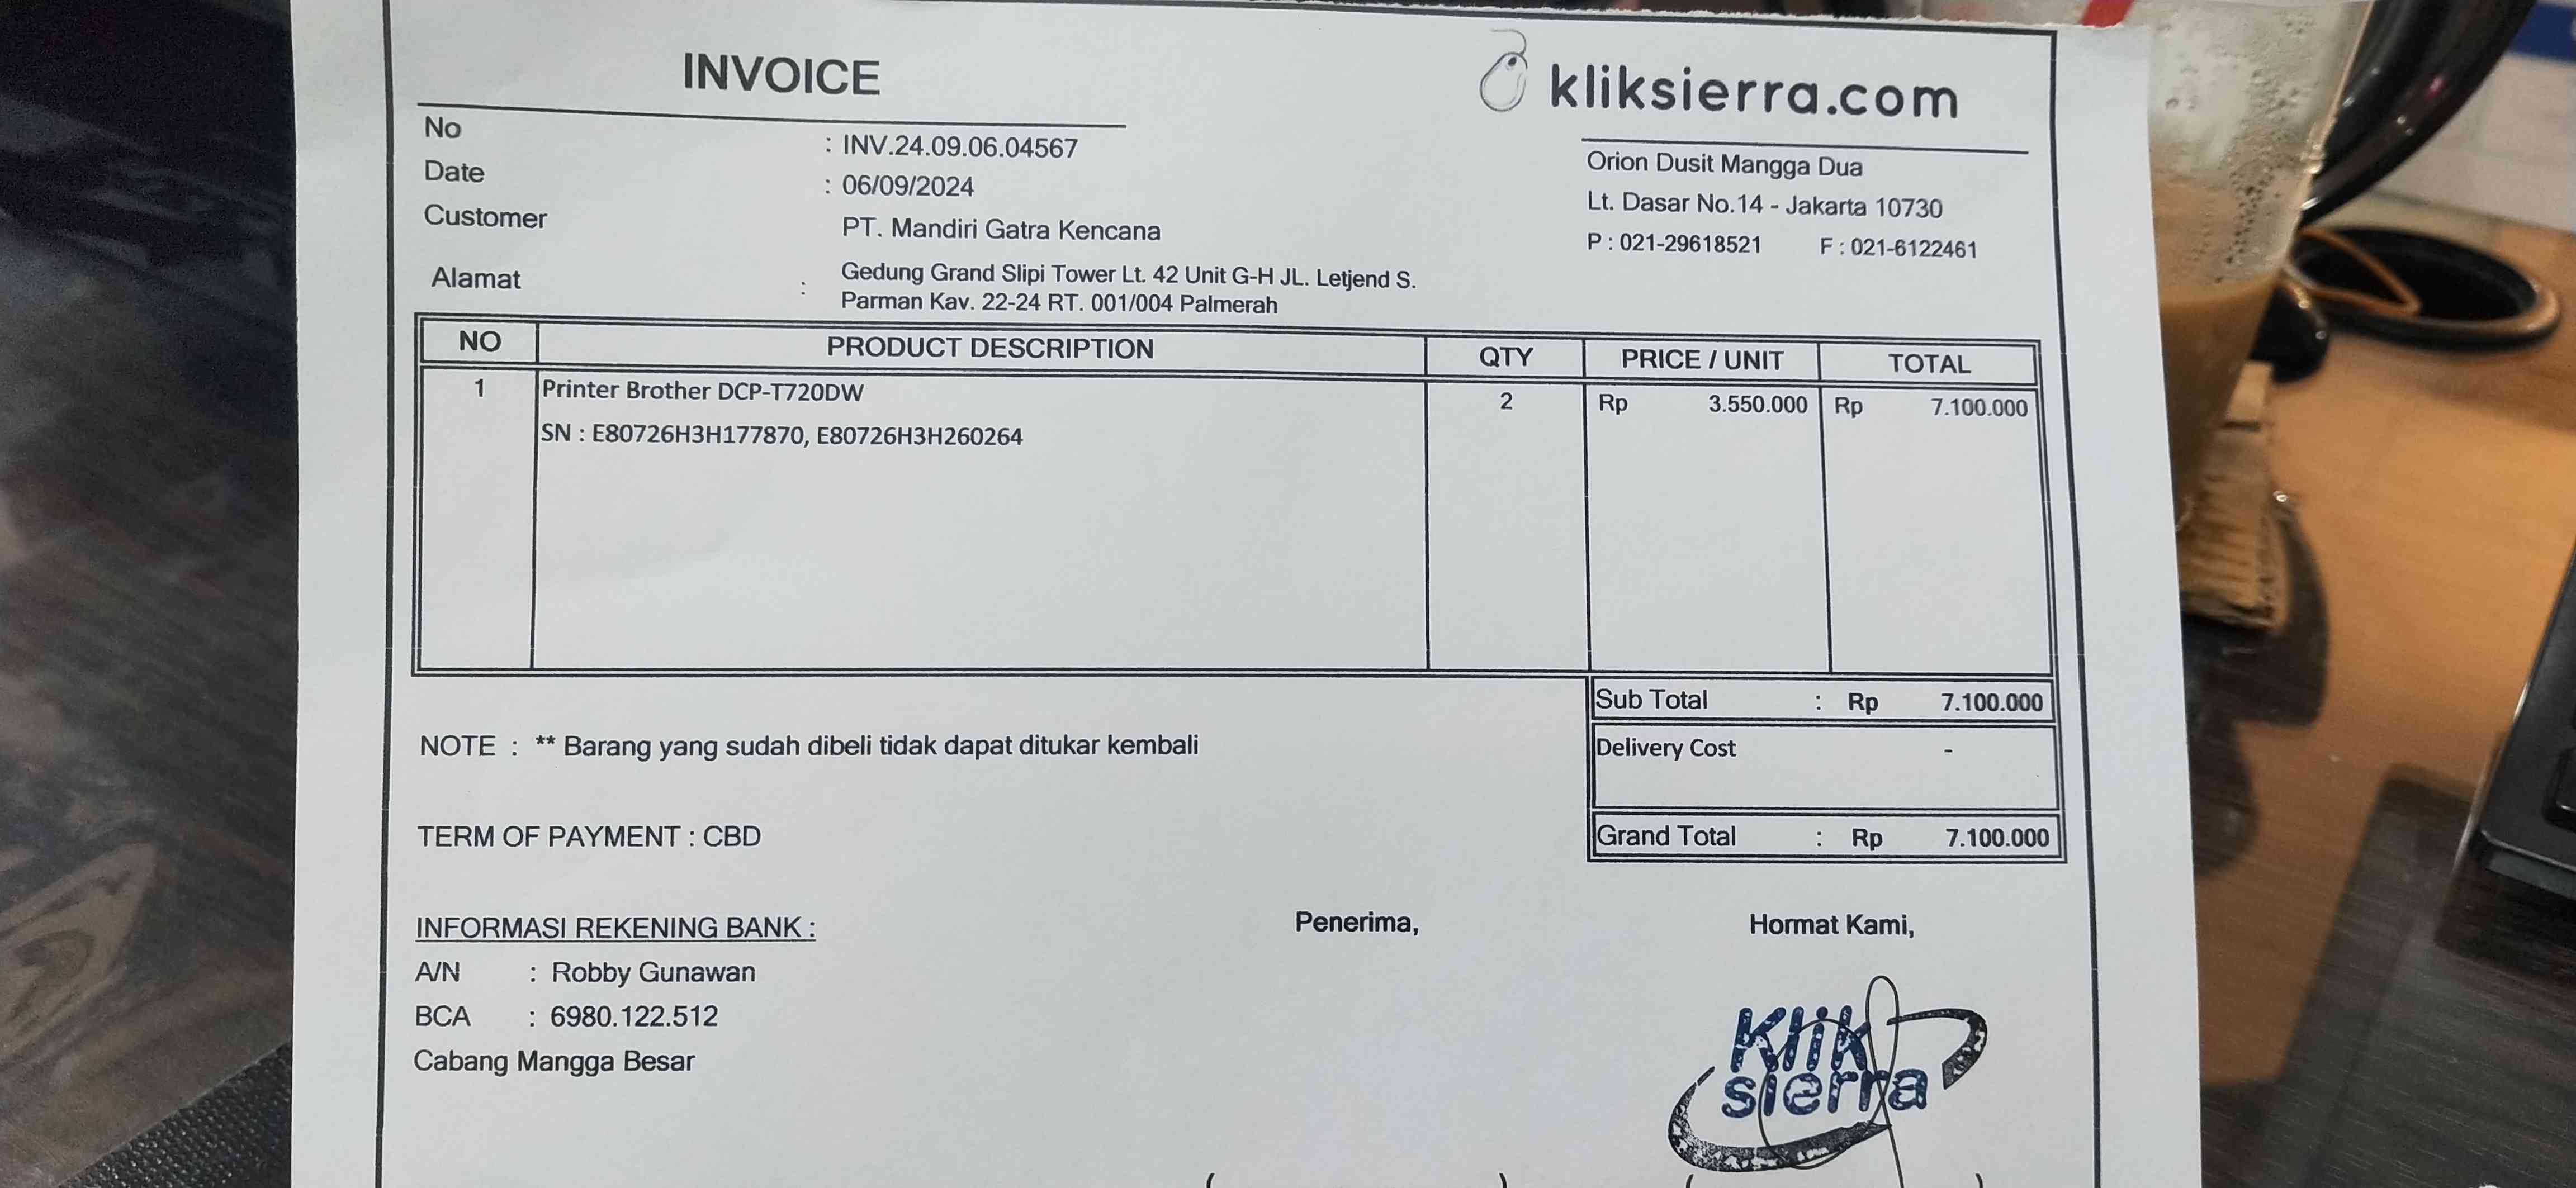 INVOICE
kliksierra.com
No : INV.24.09.06.04567
Date : 06/09/2024
Customer PT. Mandiri Gatra Kencana
Alamat : Gedung Grand Slipi Tower Lt. 42 Unit G-H JL. Letjend S.
Parman Kav. 22-24 RT. 001/004 Palmerah
Orion Dusit Mangga Dua
Lt. Dasar No.14 - Jakarta 10730
P : 021-29618521 F : 021-6122461
NO PRODUCT DESCRIPTION QTY PRICE / UNIT TOTAL
1 Printer Brother DCP-T720DW 2 Rp 3.550.000 Rp 7.100.000
SN : E80726H3H177870, E80726H3H260264
Sub Total : Rp 7.100.000
NOTE : ** Barang yang sudah dibeli tidak dapat ditukar kembali
Delivery Cost -
TERM OF PAYMENT : CBD
Grand Total : Rp 7.100.000
INFORMASI REKENING BANK :
A/N : Robby Gunawan
BCA : 6980.122.512
Cabang Mangga Besar
Penerima,
Hormat Kami,
Klik
sierra
( )
( )